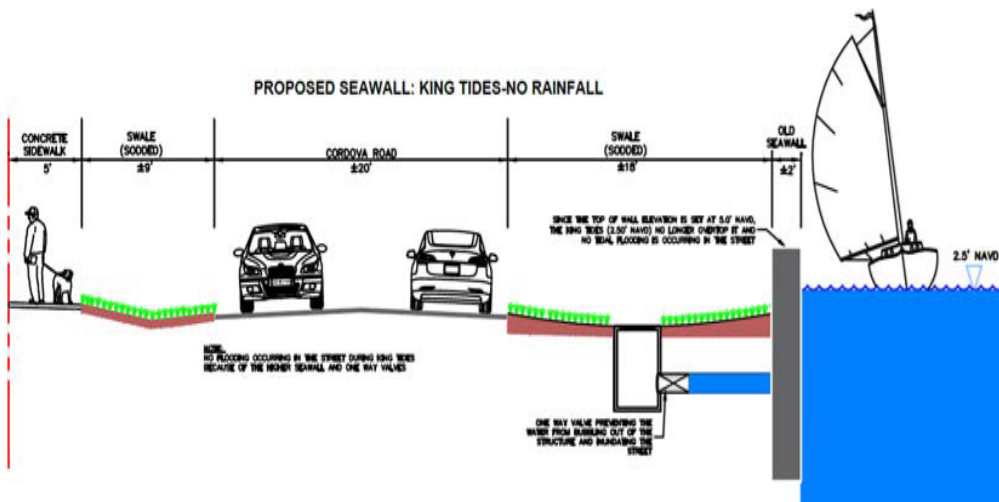 PROPOSED SEAWALL: KING TIDES-NO RAINFALL
CONCRETE
SIDEWALK
5'
SWALE
(SODDED)
±9'
CORDOVA ROAD
±20'
SWALE
(SODDED)
±18'
OLD
SEAWALL
±2'
SINCE THE TOP OF WALL ELEVATION IS SET AT 5.0' NAVD,
THE KING TIDES (2.50' NAVD) NO LONGER OVERTOP IT AND
NO TIDAL FLOODING IS OCCURRING IN THE STREET
2.5' NAVD
NOTE:
NO FLOODING OCCURRING IN THE STREET DURING KING TIDES
BECAUSE OF THE HIGHER SEAWALL AND ONE WAY VALVES
ONE WAY VALVE PREVENTING THE
WATER FROM BUBBLING OUT OF THE
STRUCTURE AND INUNDATING THE
STREET